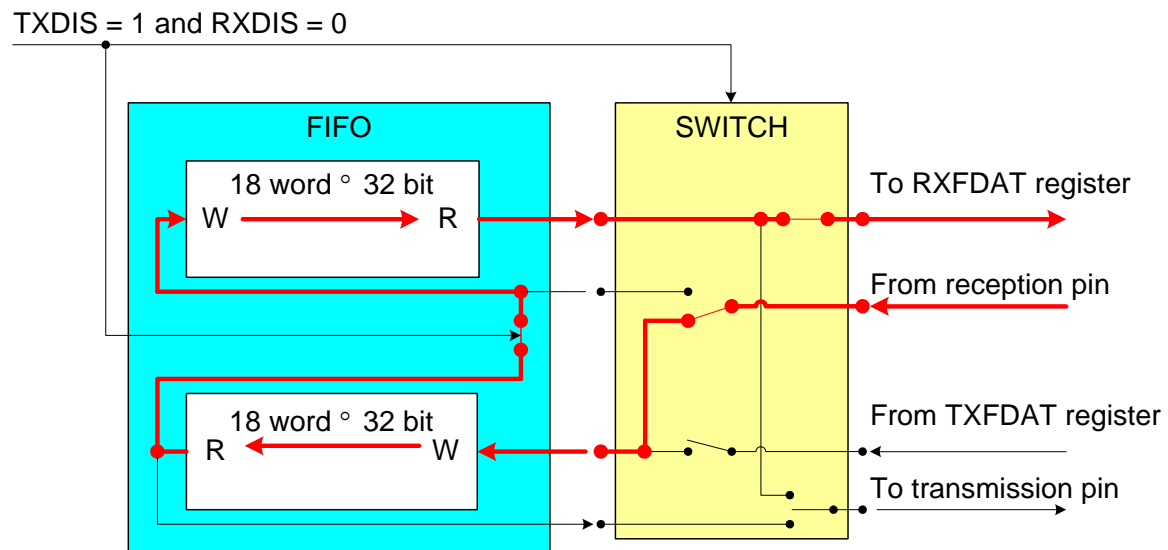 TXDIS = 1 and RXDIS = 0
FIFO
SWITCH
18 word ° 32 bit
W
R
To RXFDAT register
From reception pin
18 word ° 32 bit
R
W
From TXFDAT register
To transmission pin